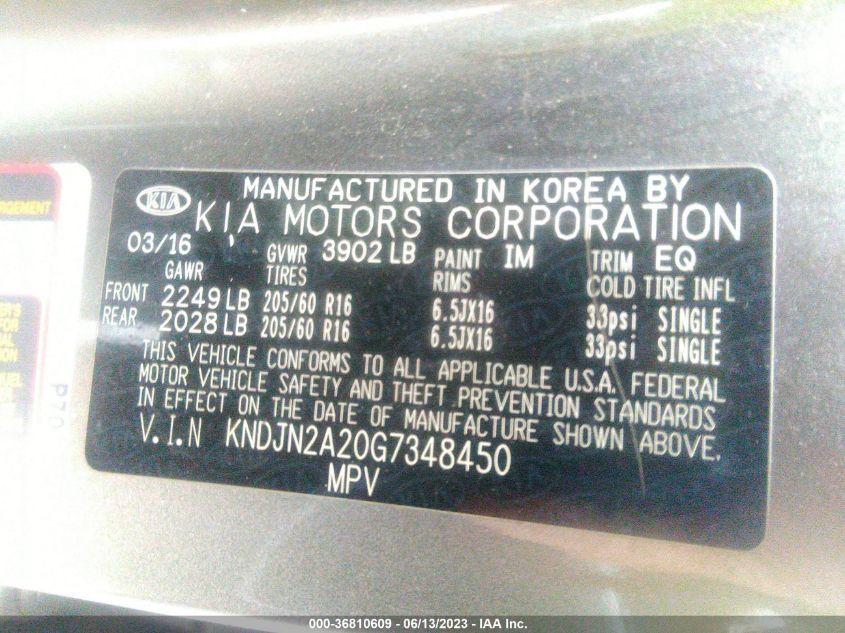 KIA
MANUFACTURED IN KOREA BY
KIA MOTORS CORPORATION
03/16 GVWR 3902 LB PAINT IM TRIM EQ
GAWR TIRES RIMS COLD TIRE INFL
FRONT 2249 LB 205/60 R16 6.5JX16 33psi SINGLE
REAR 2028 LB 205/60 R16 6.5JX16 33psi SINGLE
THIS VEHICLE CONFORMS TO ALL APPLICABLE U.S.A. FEDERAL
MOTOR VEHICLE SAFETY AND THEFT PREVENTION STANDARDS
IN EFFECT ON THE DATE OF MANUFACTURE SHOWN ABOVE.
V.I.N KNDJN2A20G7348450
MPV
P70
000-36810609 - 06/13/2023 - IAA Inc.